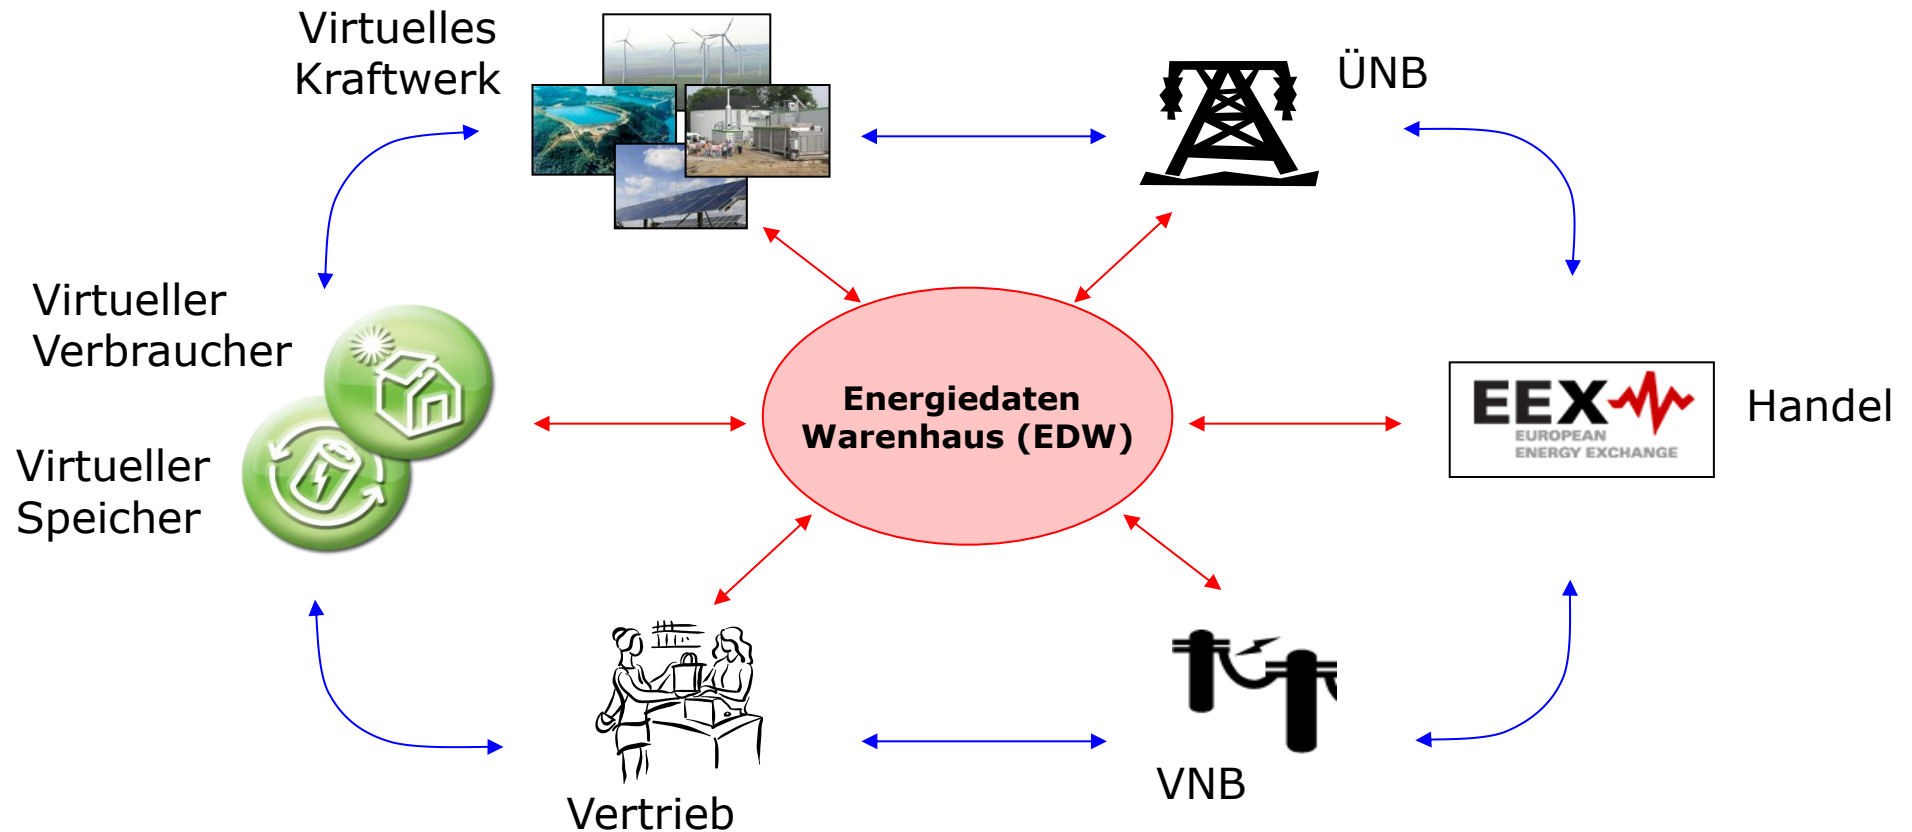 Virtuelles
Kraftwerk
ÜNB
Virtueller
Verbraucher
Virtueller
Speicher
Energiedaten
Warenhaus (EDW)
EEX
EUROPEAN
ENERGY EXCHANGE
Handel
Vertrieb
VNB